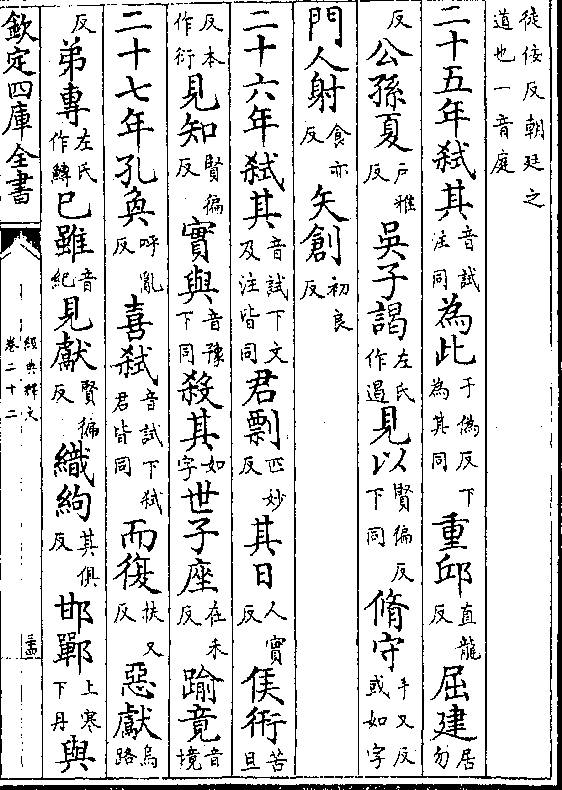 徒佞反朝廷之道也一音庭
二十五年弑其音試注同為此于偽反下為其同重邱直龍反屈建居勿
反公孫夏户雅反吳子謁左氏作遏見以賢徧反下同脩守手又反或如字
門人射食亦反矢創初良反
二十六年弑其音試下文及注皆同君剽匹妙反其日人實反侯衎苦旦
反本作衍見知賢徧反實與音豫下同殺其如字世子座在禾反踰竟音境
二十七年孔奐呼亂反喜弑音試下弑君皆同而復扶又反惡獻烏路
反弟專左氏作鱄已雖音紀見獻賢徧反織絇其俱反邯鄲上寒下丹與
欽定四庫全書
經典釋文
卷二十二